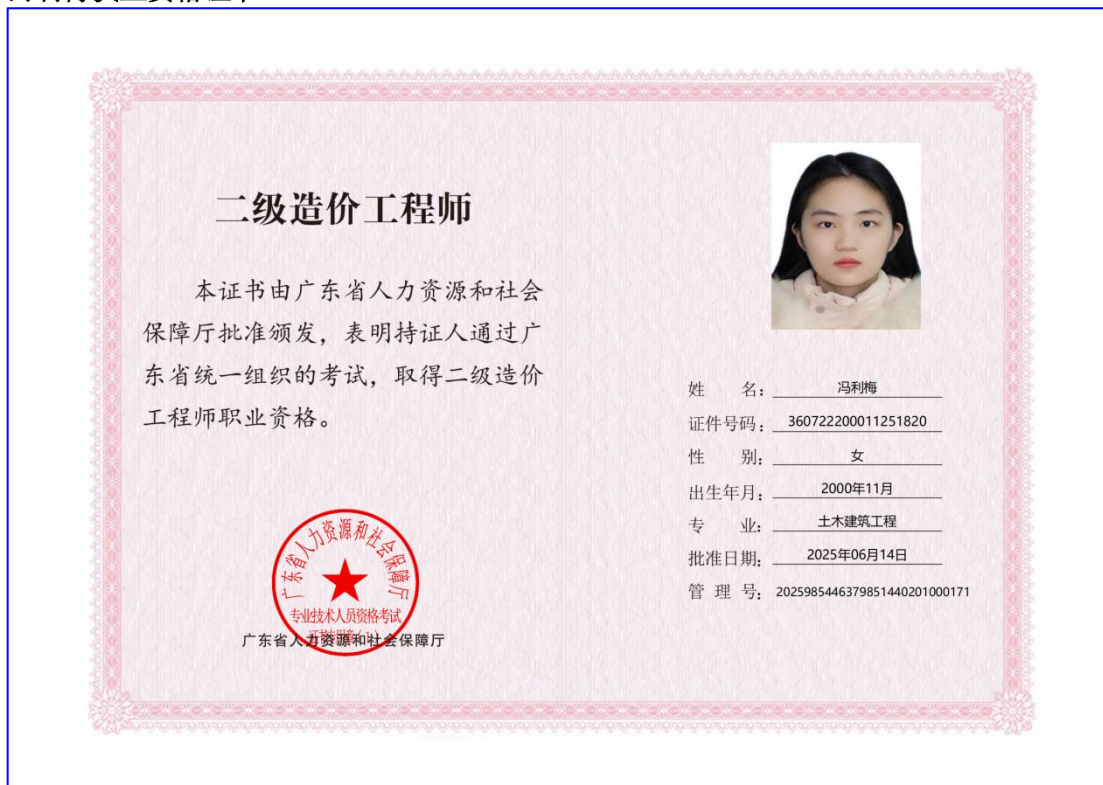 二级造价工程师
本证书由广东省人力资源和社会
保障厅批准颁发，表明持证人通过广
东省统一组织的考试，取得二级造价
工程师职业资格。
广东省人力资源和社会保障厅
专业技术人员资格考试
广东省人力资源和社会保障厅
姓 名：冯利梅
证件号码：360722200011251820
性 别：女
出生年月：2000年11月
专 业：土木建筑工程
批准日期：2025年06月14日
管 理 号：20259854463798514402010​00171